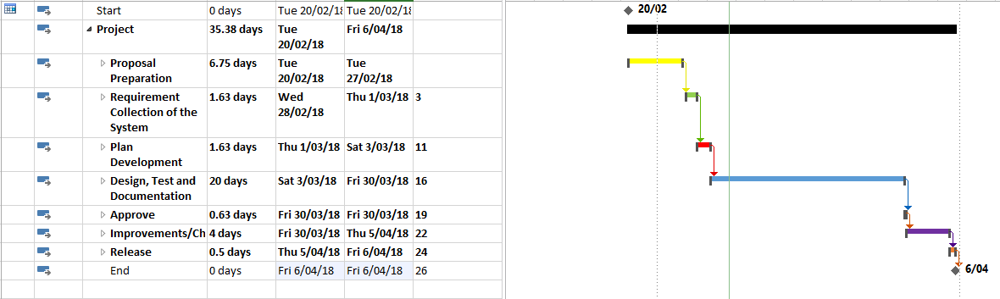 Start 0 days Tue 20/02/18 Tue 20/02/18 20/02
Project 35.38 days Tue 20/02/18 Fri 6/04/18
Proposal Preparation 6.75 days Tue 20/02/18 Tue 27/02/18
Requirement Collection of the System 1.63 days Wed 28/02/18 Thu 1/03/18 3
Plan Development 1.63 days Thu 1/03/18 Sat 3/03/18 11
Design, Test and Documentation 20 days Sat 3/03/18 Fri 30/03/18 16
Approve 0.63 days Fri 30/03/18 Fri 30/03/18 19
Improvements/Ch 4 days Fri 30/03/18 Thu 5/04/18 22
Release 0.5 days Thu 5/04/18 Fri 6/04/18 24
End 0 days Fri 6/04/18 Fri 6/04/18 26 6/04